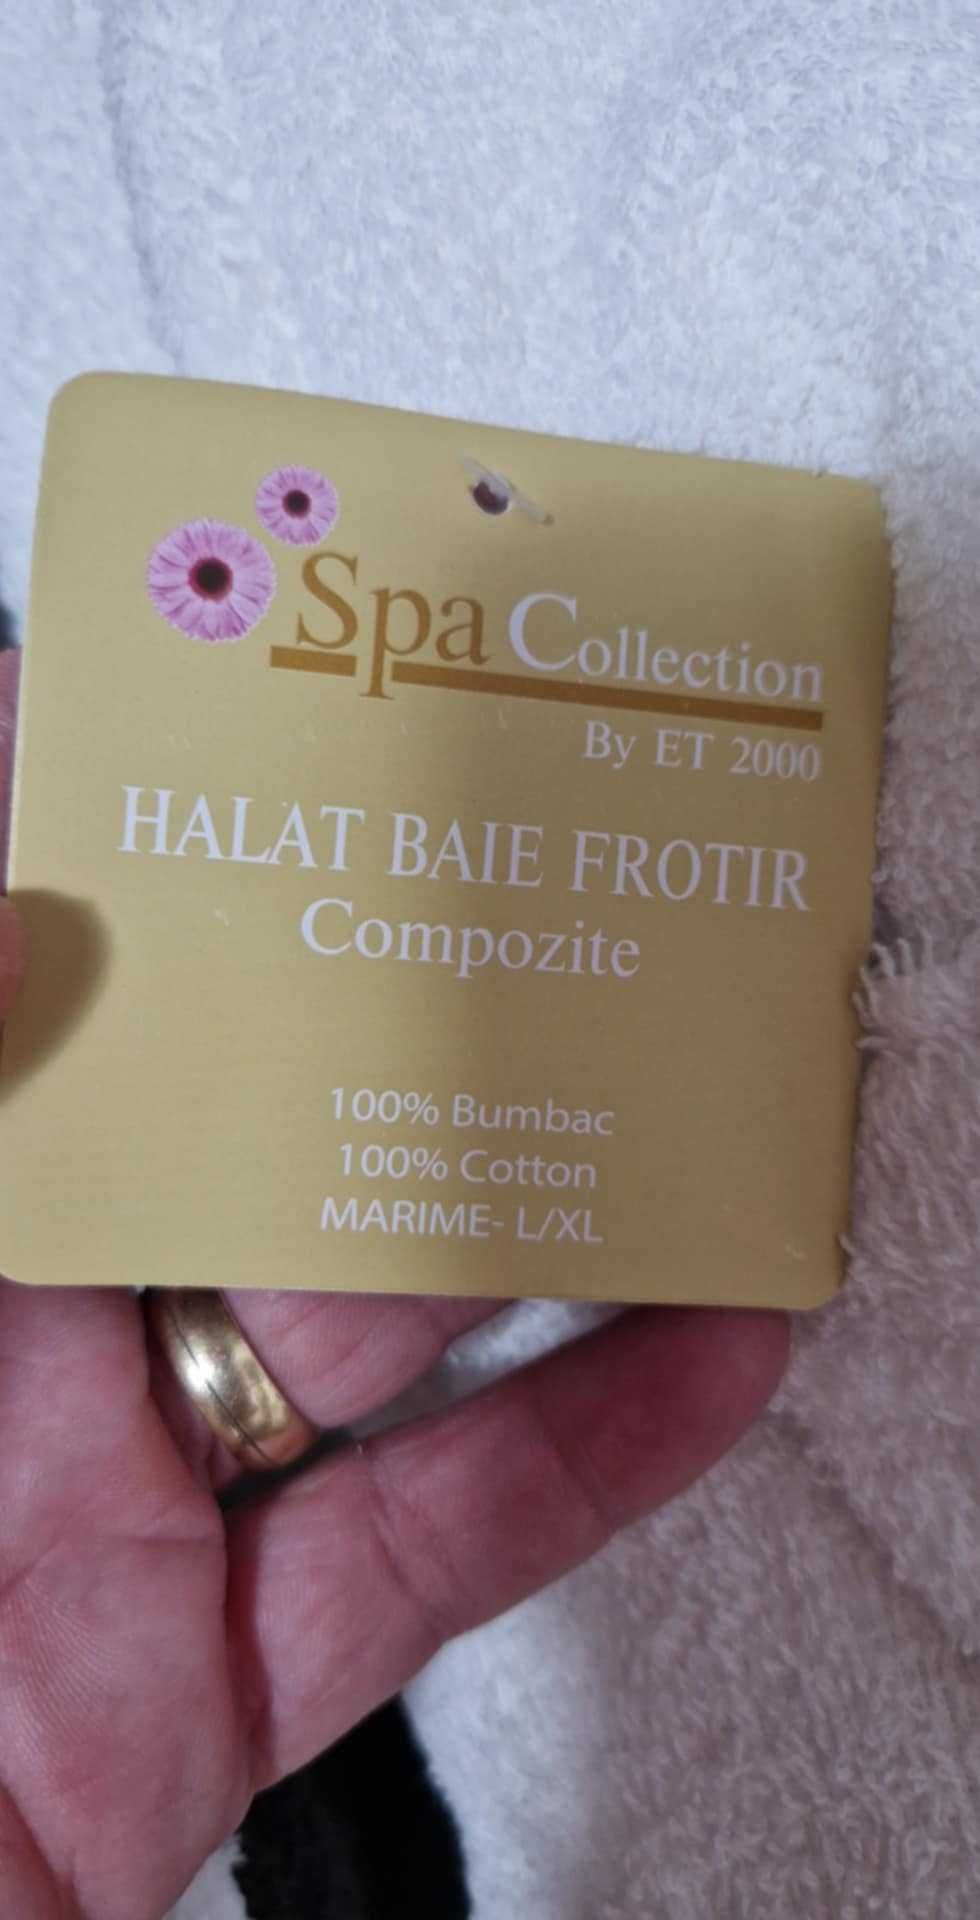 Spa Collection
By ET 2000
HALAT BAIE FROTIR
Compozite
100% Bumbac
100% Cotton
MARIME- L/XL